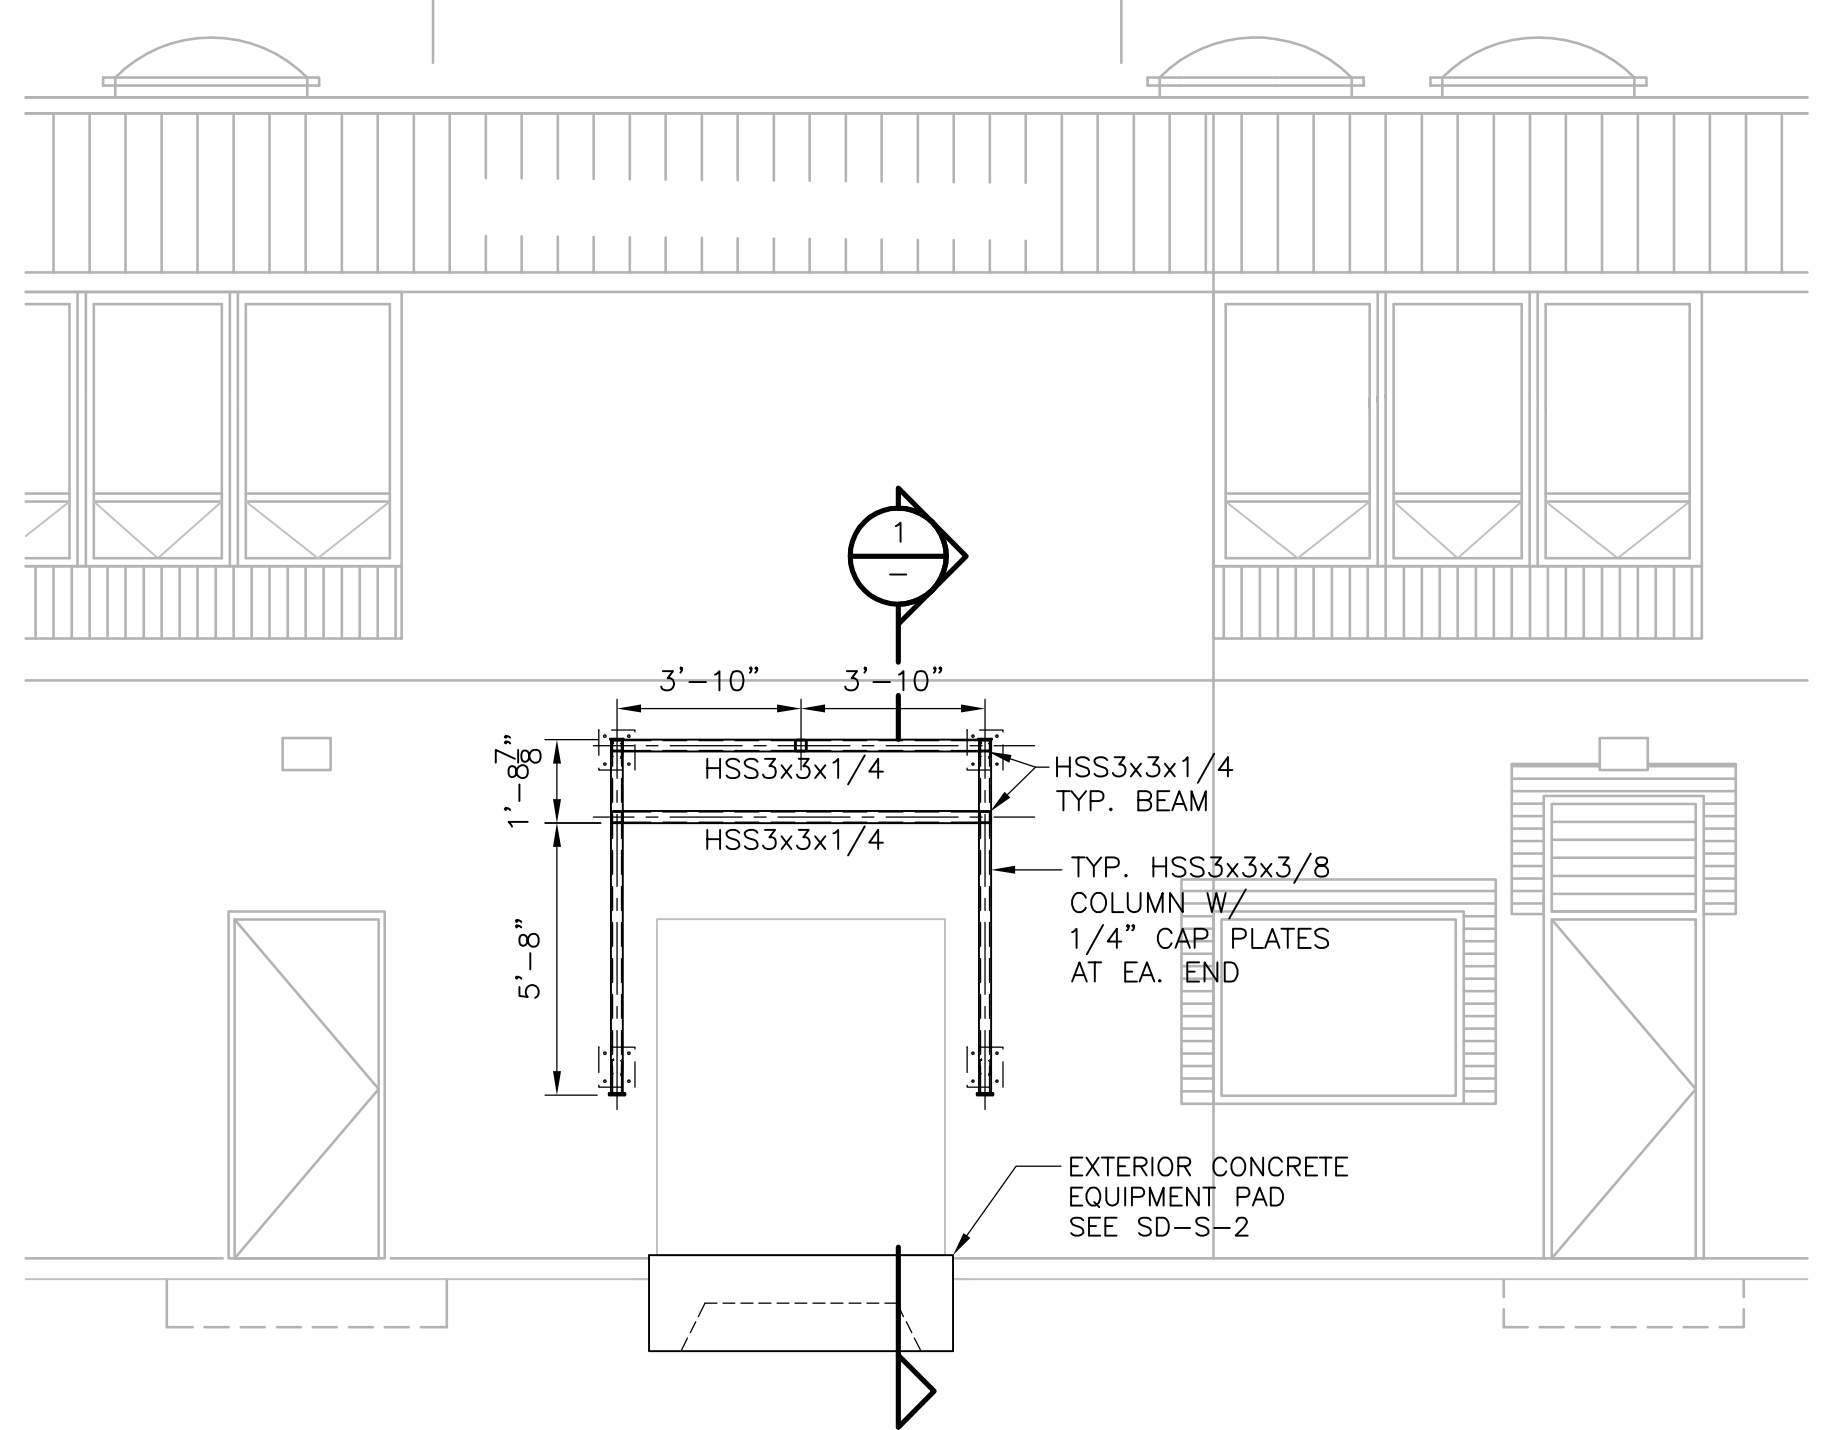 1
–
3'–10" 3'–10"
1'–8 7/8"
HSS3x3x1/4
HSS3x3x1/4
TYP. BEAM
HSS3x3x1/4
TYP. HSS3x3x3/8
COLUMN W/
1/4" CAP PLATES
AT EA. END
5'–8"
EXTERIOR CONCRETE
EQUIPMENT PAD
SEE SD–S–2